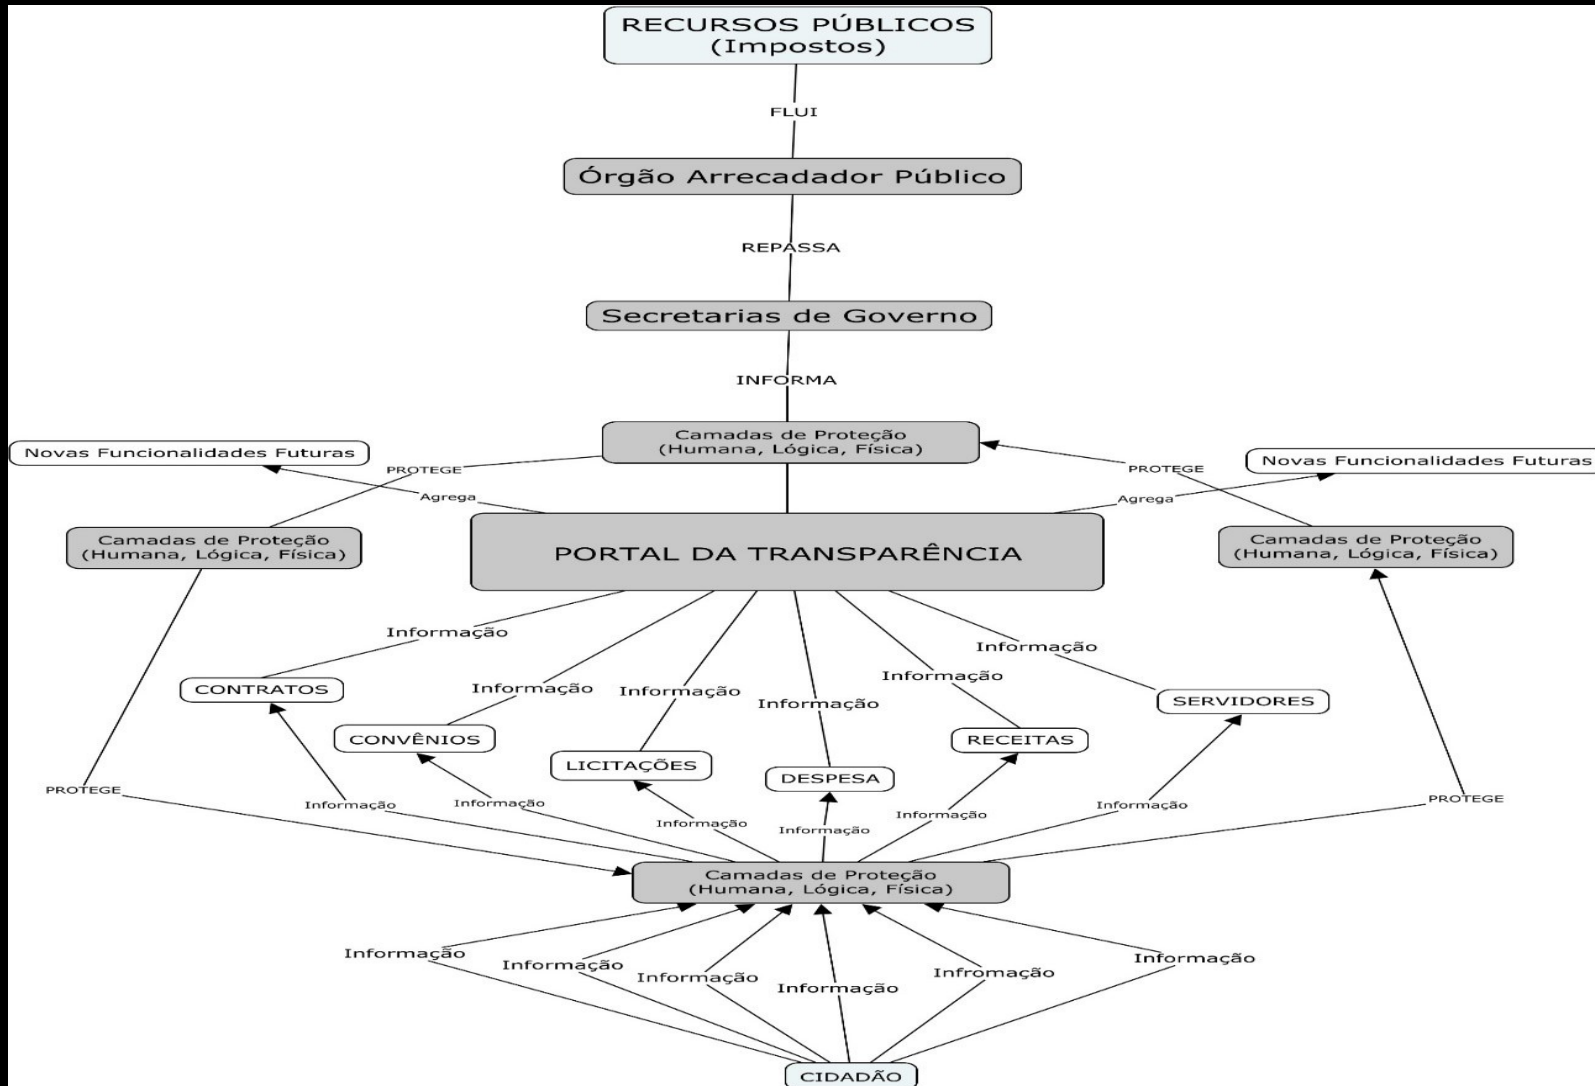 RECURSOS PÚBLICOS
(Impostos)
FLUI
Órgão Arrecadador Público
REPASSA
Secretarias de Governo
INFORMA
Camadas de Proteção
(Humana, Lógica, Física)
Novas Funcionalidades Futuras
Novas Funcionalidades Futuras
PROTEGE
PROTEGE
Agrega
Agrega
Camadas de Proteção
(Humana, Lógica, Física)
PORTAL DA TRANSPARÊNCIA
Camadas de Proteção
(Humana, Lógica, Física)
Informação
Informação
Informação
Informação
Informação
Informação
CONTRATOS
CONVÊNIOS
LICITAÇÕES
DESPESA
RECEITAS
SERVIDORES
PROTEGE
Informação
Informação
Informação
Informação
Informação
Informação
PROTEGE
Camadas de Proteção
(Humana, Lógica, Física)
Informação
Informação
Informação
Informação
Infromação
Informação
CIDADÃO